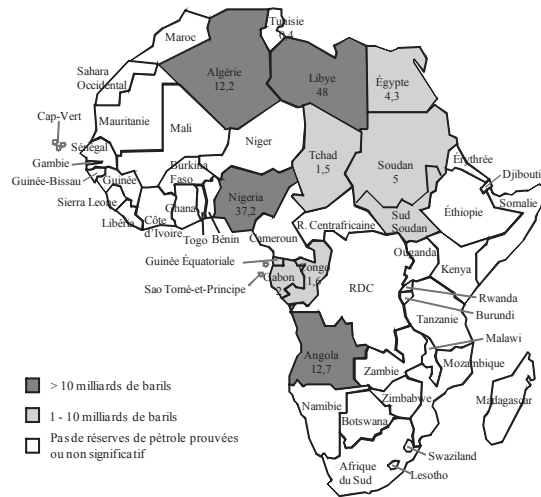 Tunisie
0,4
Maroc
Algérie
12,2
Libye
48
Égypte
4,3
Sahara
Occidental
Cap-Vert
Mauritanie
Mali
Niger
Tchad
1,5
Soudan
5
Érythrée
Djibouti
Sénégal
Gambie
Guinée-Bissau
Guinée
Burkina
Faso
Nigeria
37,2
Sierra Leone
Libéria
Côte
d'Ivoire
Ghana
Togo
Bénin
Cameroun
R. Centrafricaine
Sud
Soudan
Éthiopie
Somalie
Guinée Équatoriale
Sao Tomé-et-Principe
Gabon
2
Congo
1,6
RDC
Ouganda
Kenya
Rwanda
Burundi
Tanzanie
Malawi
Angola
12,7
Zambie
Mozambique
Madagascar
Zimbabwe
Namibie
Botswana
Swaziland
Lesotho
Afrique
du Sud
> 10 milliards de barils
1 - 10 milliards de barils
Pas de réserves de pétrole prouvées
ou non significatif